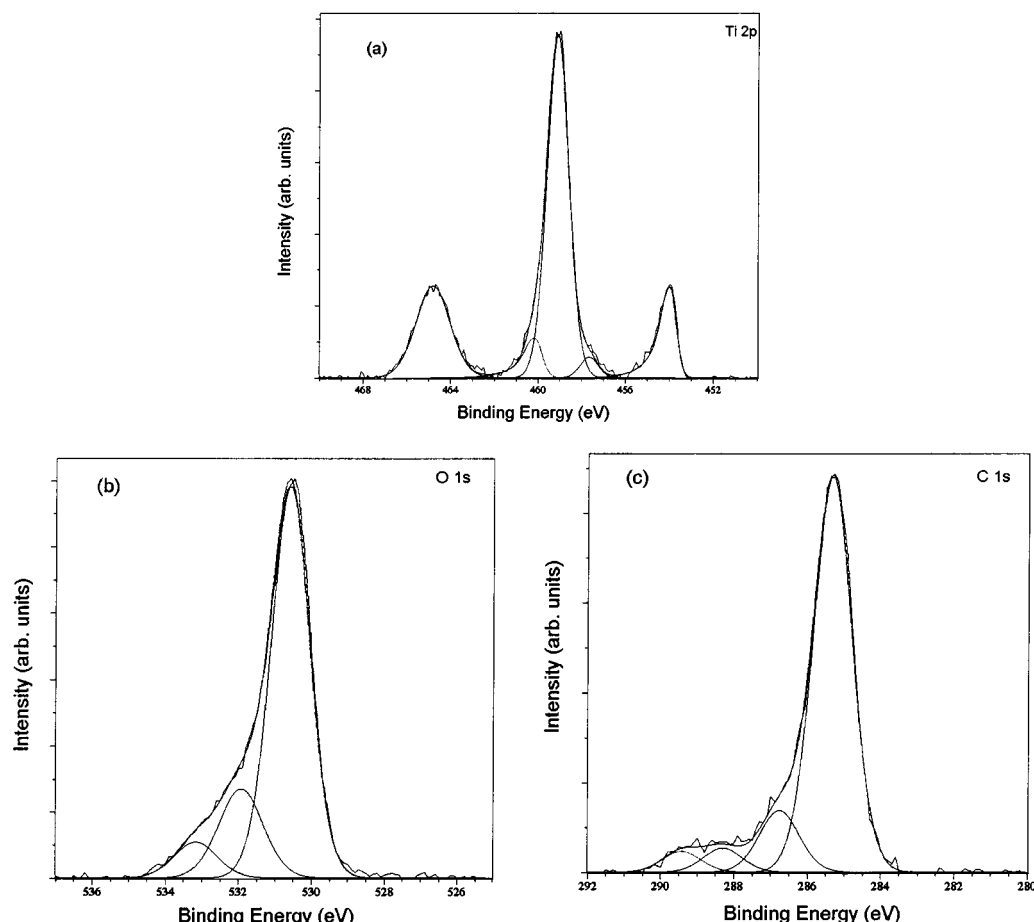 (a)
Ti 2p
Intensity (arb. units)
468 464 460 454 452
Binding Energy (eV)
(b)
O 1s
Intensity (arb. units)
536 534 531 530 528 526
Binding Energy (eV)
(c)
C 1s
Intensity (arb. units)
292 290 288 286 284 282 280
Binding Energy (eV)